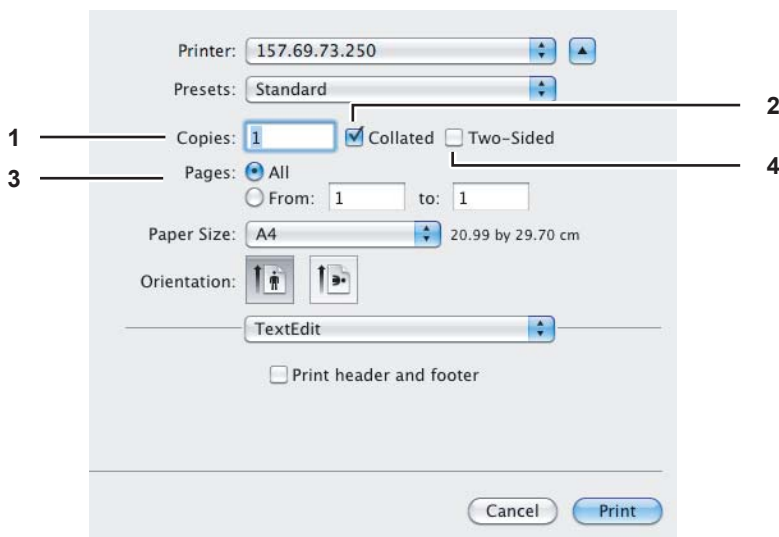 Printer: 157.69.73.250
Presets: Standard
2
1 Copies: 1 Collated Two-Sided
4
3 Pages: All
From: 1 to: 1
Paper Size: A4 20.99 by 29.70 cm
Orientation:
TextEdit
Print header and footer
Cancel Print